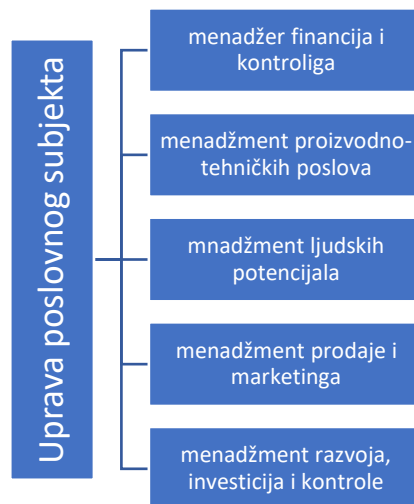 Uprava poslovnog subjekta
menadžer financija i
kontroliga
menadžment proizvodno-
tehničkih poslova
mnadžment ljudskih
potencijala
menadžment prodaje i
marketinga
menadžment razvoja,
investicija i kontrole